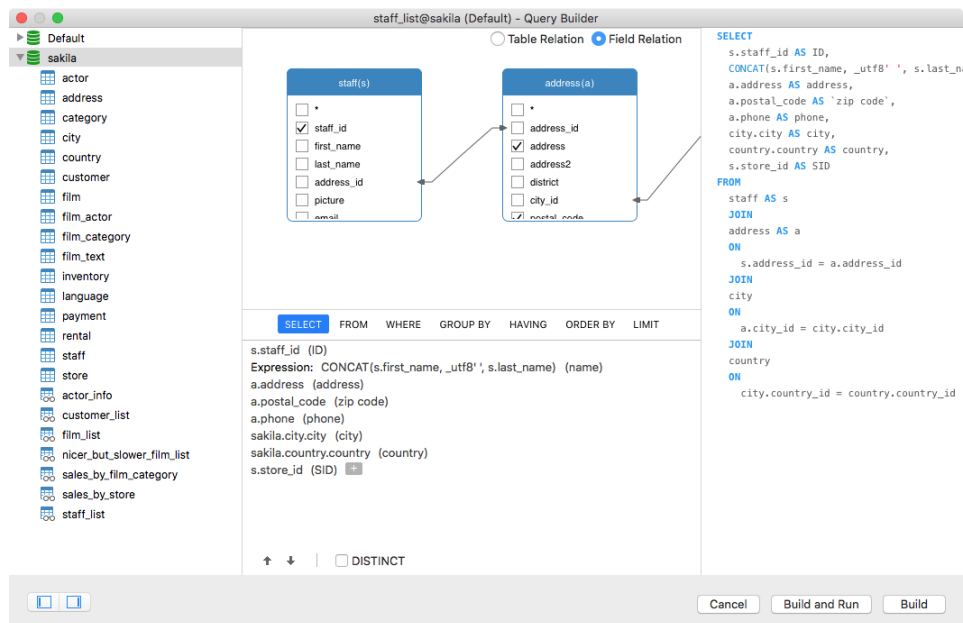 staff_list@sakila (Default) - Query Builder
Default
sakila
actor
address
category
city
country
customer
film
film_actor
film_category
film_text
inventory
language
payment
rental
staff
store
actor_info
customer_list
film_list
nicer_but_slower_film_list
sales_by_film_category
sales_by_store
staff_list
Table Relation Field Relation
staff(s)
*
staff_id
first_name
last_name
address_id
picture
email
address(a)
*
address_id
address
address2
district
city_id
postal_code
SELECT FROM WHERE GROUP BY HAVING ORDER BY LIMIT
s.staff_id (ID)
Expression: CONCAT(s.first_name, _utf8' ', s.last_name) (name)
a.address (address)
a.postal_code (zip code)
a.phone (phone)
sakila.city.city (city)
sakila.country.country (country)
s.store_id (SID) +
DISTINCT
SELECT
s.staff_id AS ID,
CONCAT(s.first_name, _utf8' ', s.last_n
a.address AS address,
a.postal_code AS `zip code`,
a.phone AS phone,
city.city AS city,
country.country AS country,
s.store_id AS SID
FROM
staff AS s
JOIN
address AS a
ON
s.address_id = a.address_id
JOIN
city
ON
a.city_id = city.city_id
JOIN
country
ON
city.country_id = country.country_id
Cancel Build and Run Build